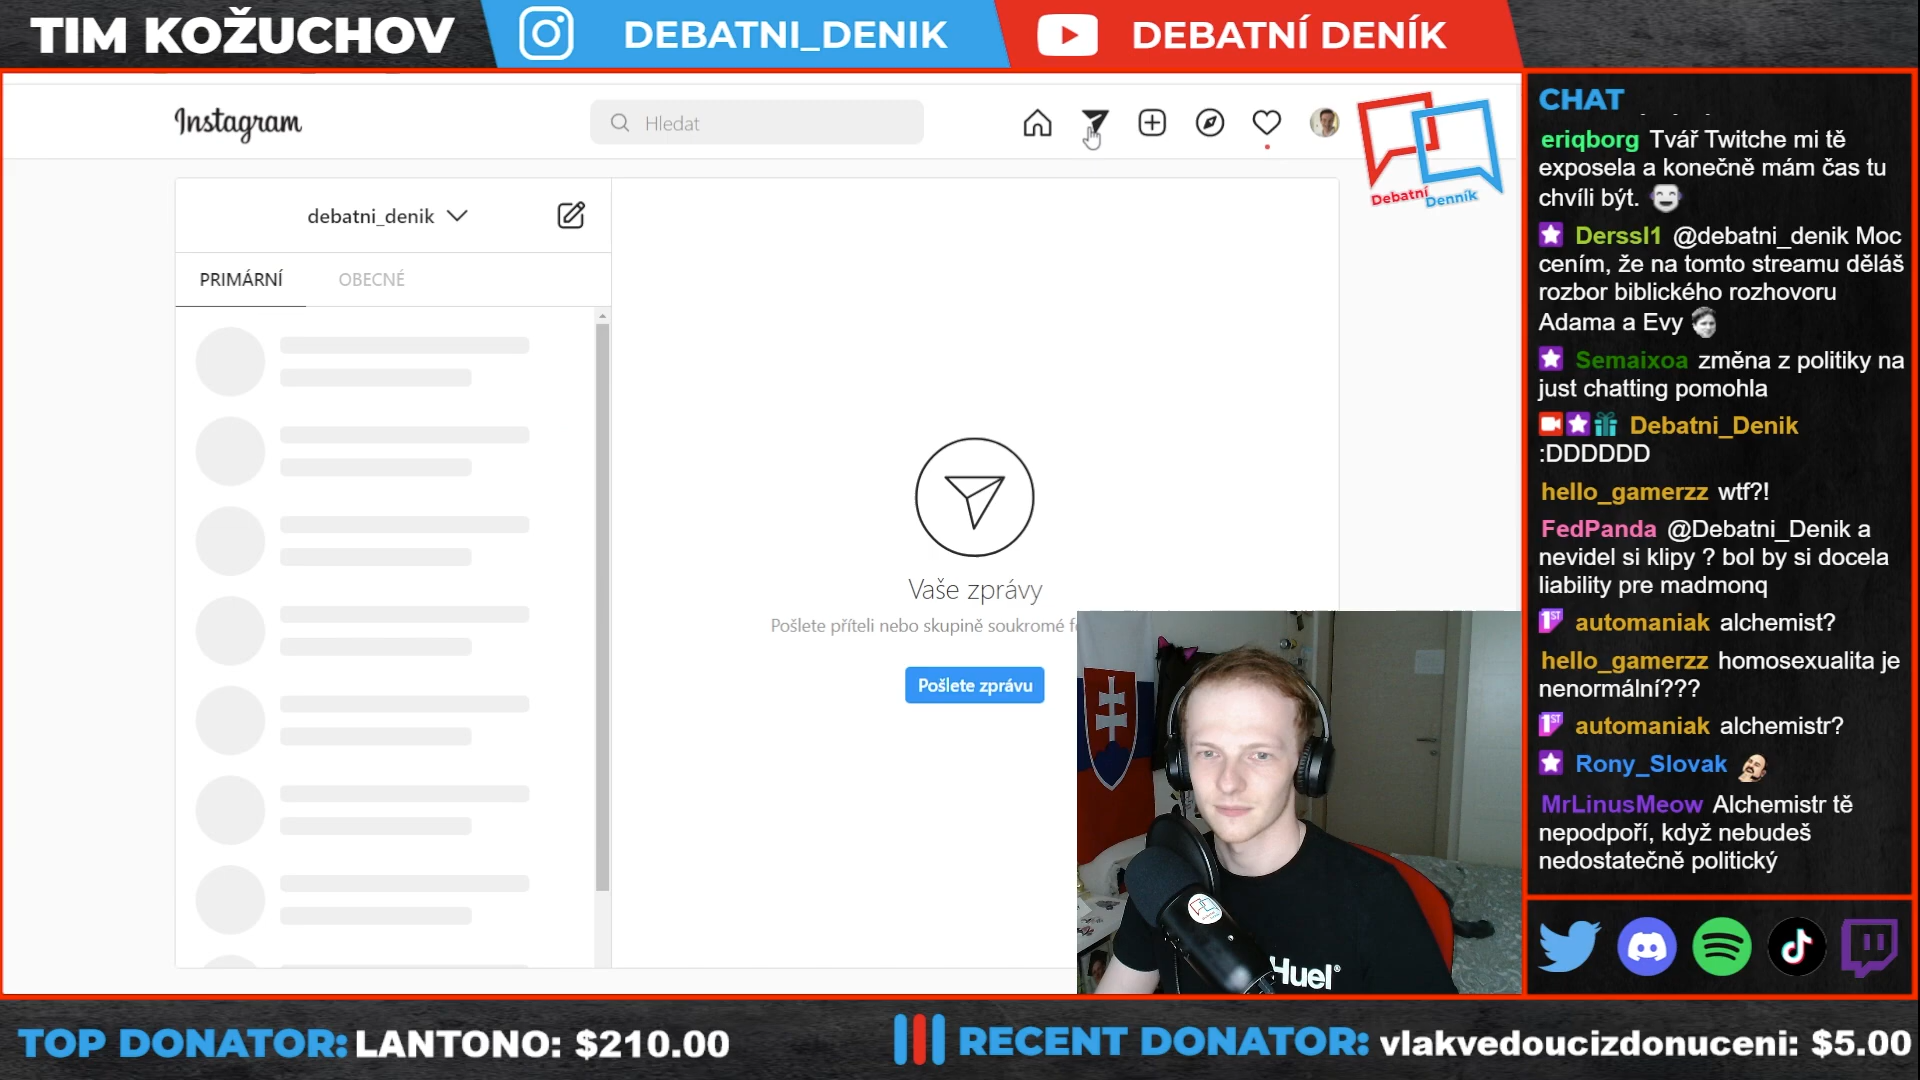 TIM KOŽUCHOV
DEBATNI_DENIK
DEBATNÍ DENÍK
Instagram
Hledat
Debatní
Denník
debatni_denik
PRIMÁRNÍ
OBECNÉ
Vaše zprávy
Pošlete příteli nebo skupině soukromé
Pošlete zprávu
Huel®
CHAT
eriqborg Tvář Twitche mi tě
exposela a konečně mám čas tu
chvíli být.
Derssl1 @debatni_denik Moc
cením, že na tomto streamu děláš
rozbor biblického rozhovoru
Adama a Evy
Semaixoa změna z politiky na
just chatting pomohla
Debatni_Denik
:DDDDDD
hello_gamerzz wtf?!
FedPanda @Debatni_Denik a
nevidel si klipy ? bol by si docela
liability pre madmonq
1ST automaniak alchemist?
hello_gamerzz homosexualita je
nenormální???
1ST automaniak alchemistr?
Rony_Slovak
MrLinusMeow Alchemistr tě
nepodpoří, když nebudeš
nedostatečně politický
TOP DONATOR: LANTONO: $210.00
RECENT DONATOR: vlakvedoucizdonuceni: $5.00